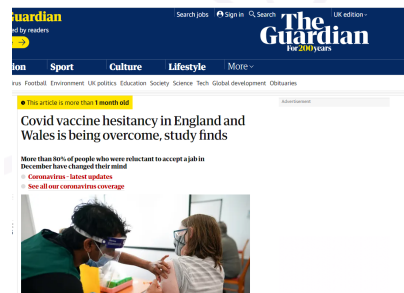 Guardian
ed by readers
Search jobs
Sign in
Search
UK edition
The
Guardian
For 200 years
ion
Sport
Culture
Lifestyle
More
Football
Environment
UK politics
Education
Society
Science
Tech
Global development
Obituaries
This article is more than 1 month old
Advertisement
Covid vaccine hesitancy in England and
Wales is being overcome, study finds
More than 80% of people who were reluctant to accept a jab in
December have changed their mind
Coronavirus – latest updates
See all our coronavirus coverage